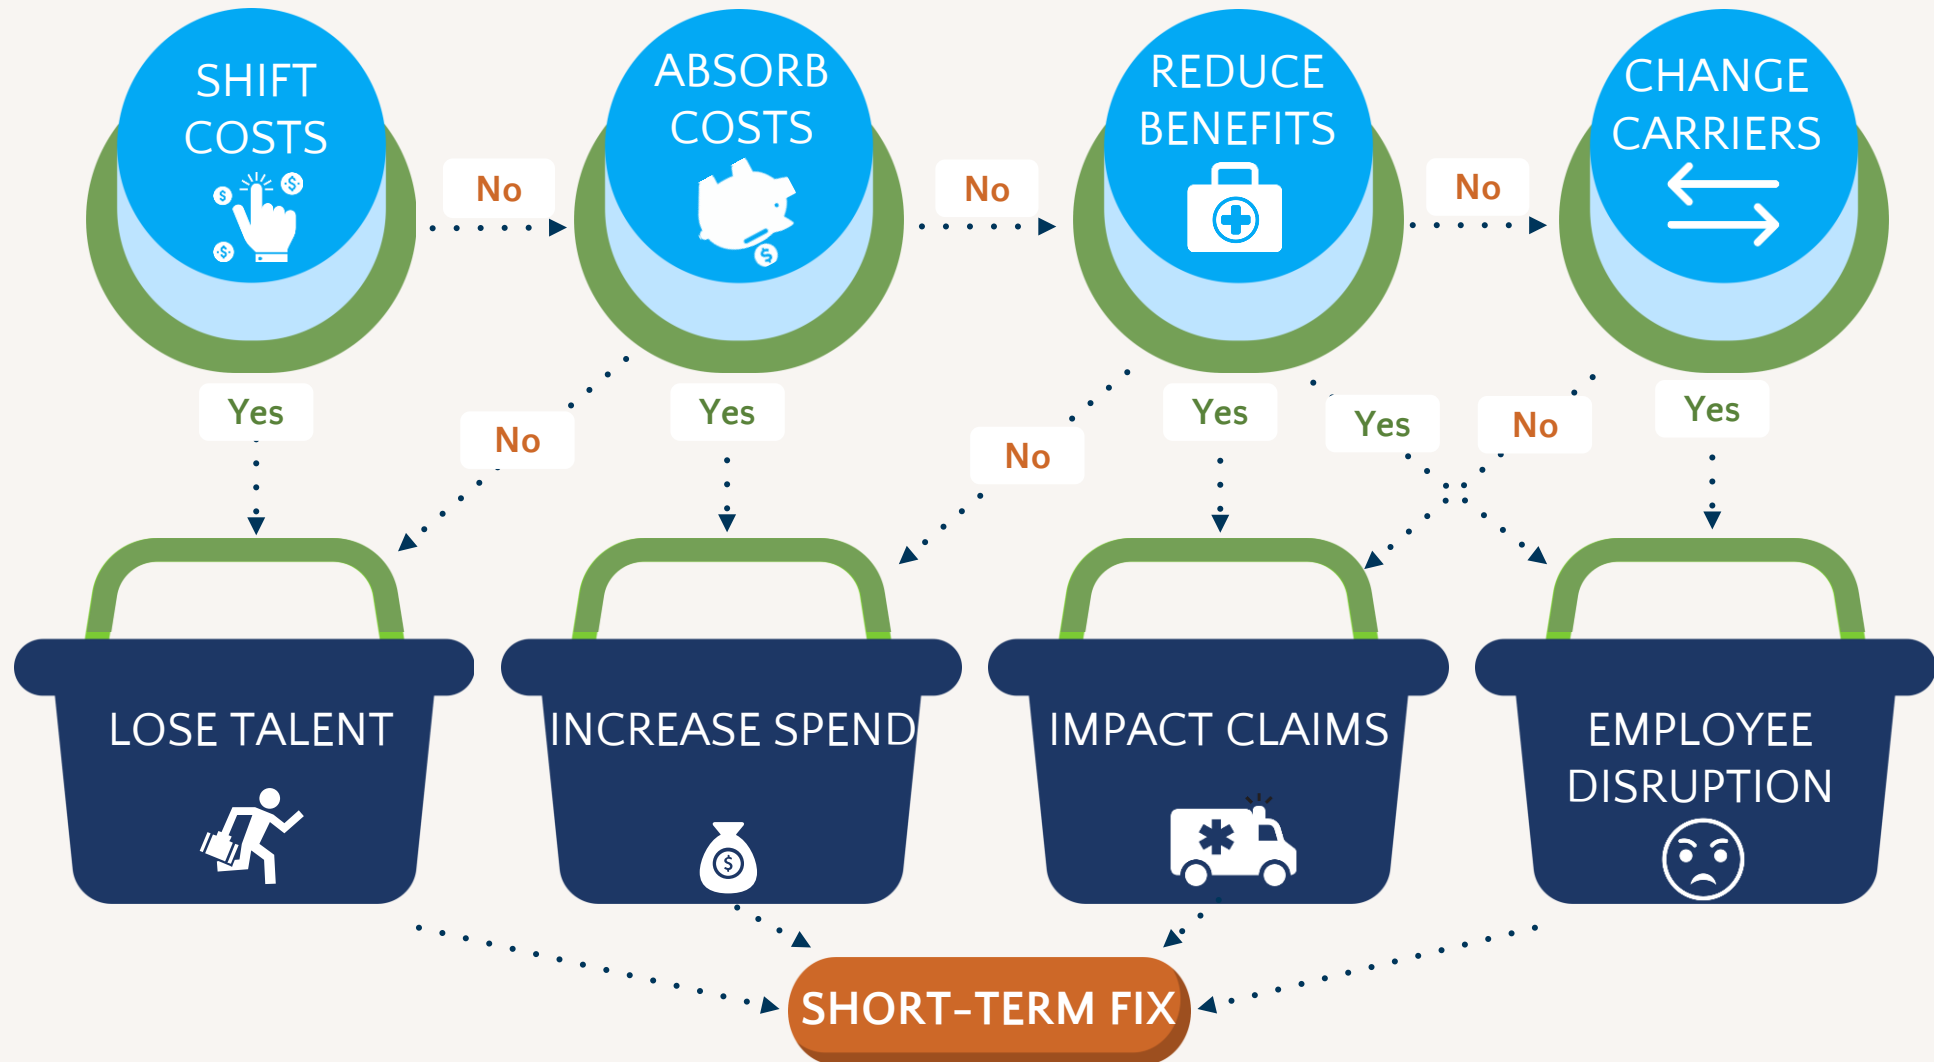 SHIFT
COSTS
ABSORB
COSTS
REDUCE
BENEFITS
CHANGE
CARRIERS
No
No
No
Yes
No
Yes
No
Yes
Yes
No
Yes
LOSE TALENT
INCREASE SPEND
IMPACT CLAIMS
EMPLOYEE
DISRUPTION
SHORT-TERM FIX